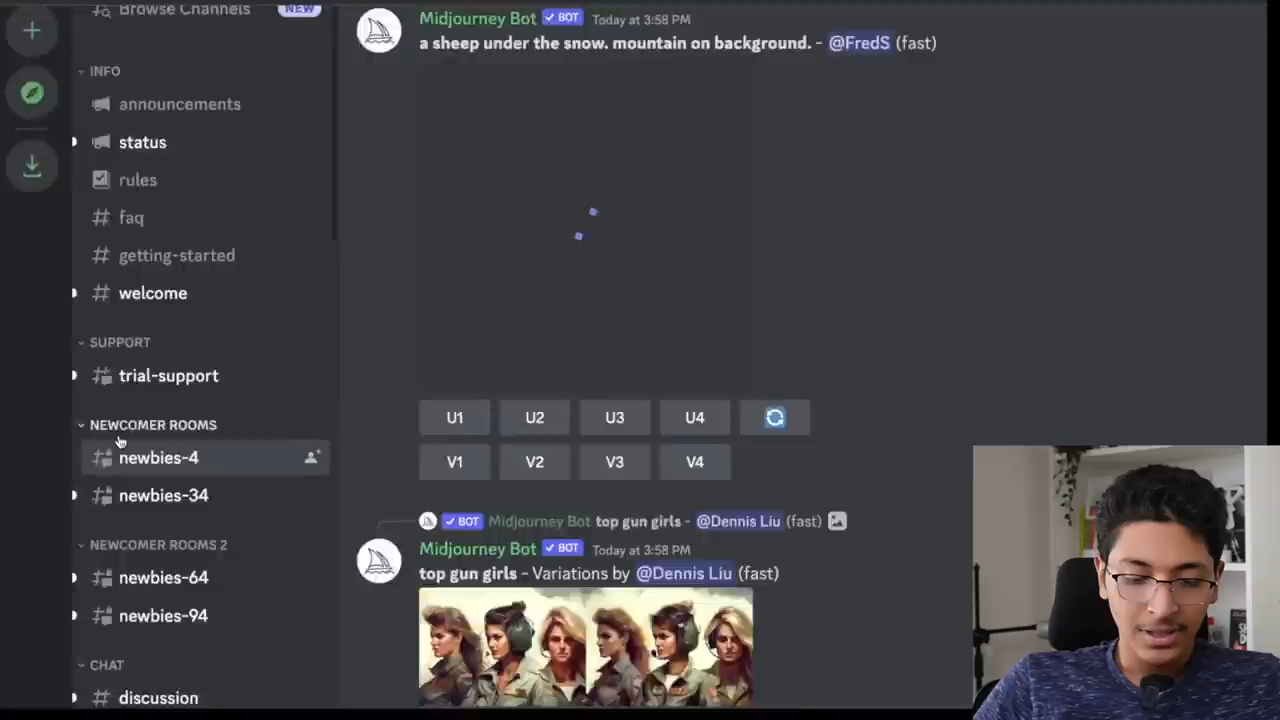 Browse Channels NEW
INFO
announcements
status
rules
faq
getting-started
welcome
SUPPORT
trial-support
NEWCOMER ROOMS
newbies-4
newbies-34
NEWCOMER ROOMS 2
newbies-64
newbies-94
CHAT
discussion
Midjourney Bot ✓ BOT Today at 3:58 PM
a sheep under the snow. mountain on background. - @FredS (fast)
U1 U2 U3 U4
V1 V2 V3 V4
✓ BOT Midjourney Bot top gun girls - @Dennis Liu (fast)
Midjourney Bot ✓ BOT Today at 3:58 PM
top gun girls - Variations by @Dennis Liu (fast)